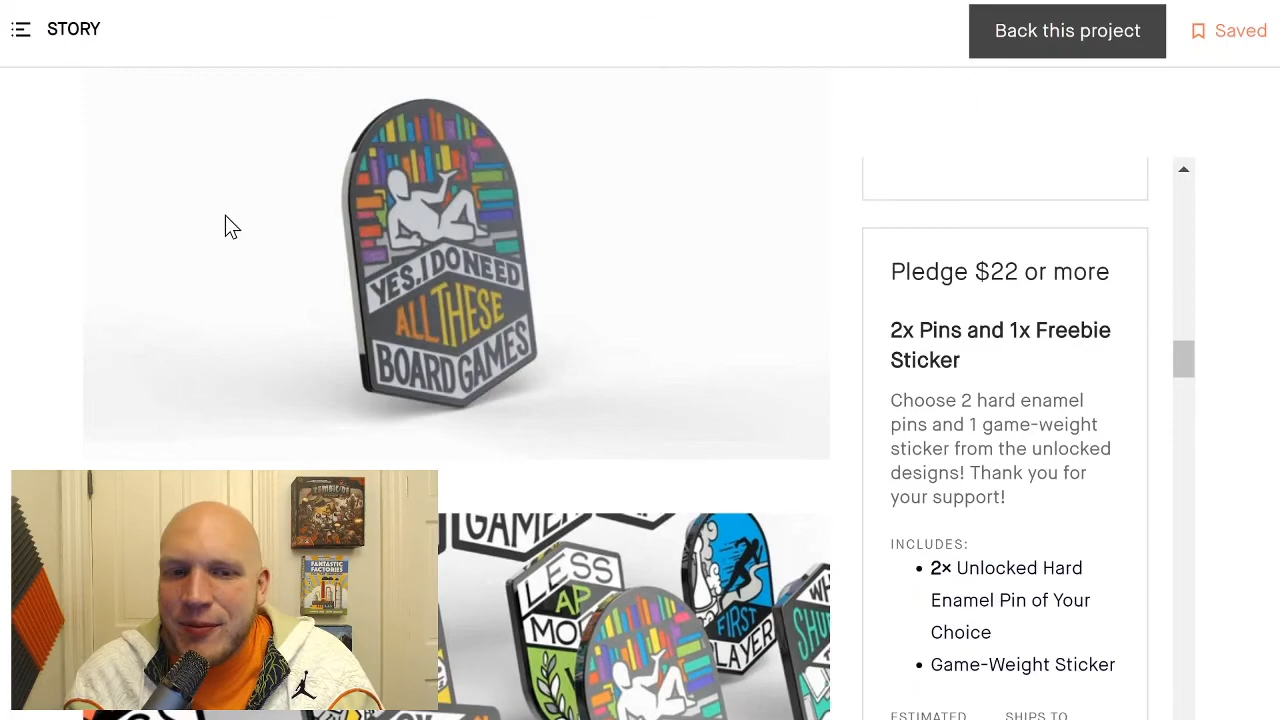 STORY
Back this project
Saved
YES, I DO NEED
ALL THESE
BOARD GAMES
Pledge $22 or more
2x Pins and 1x Freebie
Sticker
Choose 2 hard enamel
pins and 1 game-weight
sticker from the unlocked
designs! Thank you for
your support!
INCLUDES:
2× Unlocked Hard
Enamel Pin of Your
Choice
Game-Weight Sticker
ESTIMATED
SHIPS TO
LESS
AP
FIRST
ZOMBICIDE
FANTASTIC
FACTORIES